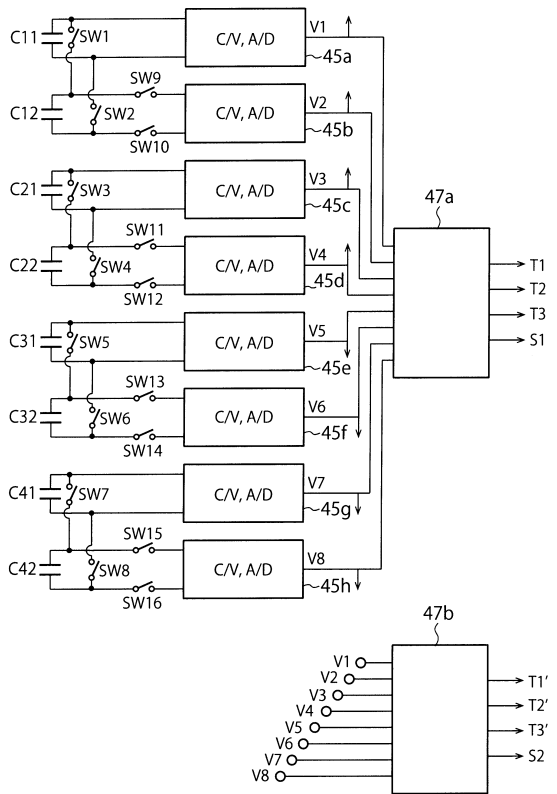 C11
SW1
C/V, A/D
V1
45a
SW9
C12
SW2
C/V, A/D
V2
45b
SW10
C21
SW3
C/V, A/D
V3
45c
47a
SW11
C22
SW4
C/V, A/D
V4
45d
SW12
T1
T2
T3
S1
C31
SW5
C/V, A/D
V5
45e
SW13
C32
SW6
C/V, A/D
V6
45f
SW14
C41
SW7
C/V, A/D
V7
45g
SW15
C42
SW8
C/V, A/D
V8
45h
SW16
47b
V1
V2
V3
V4
V5
V6
V7
V8
T1'
T2'
T3'
S2